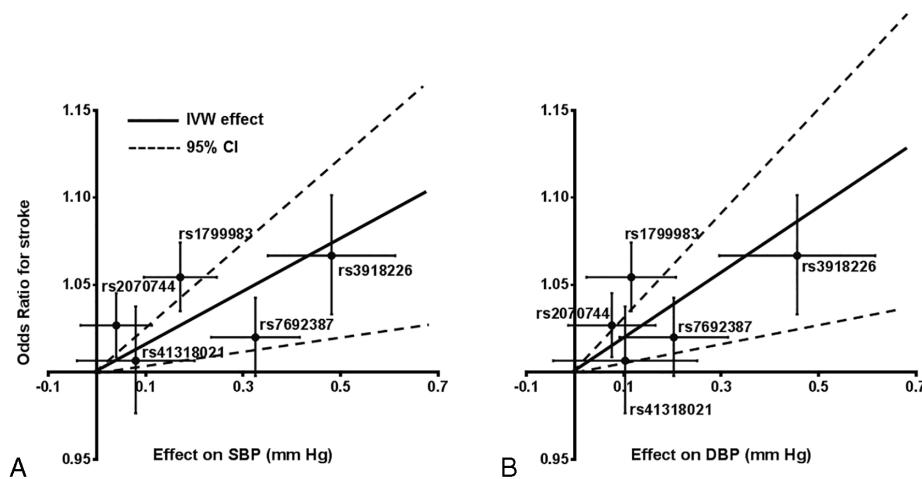 1.15
IVW effect
95% CI
1.10
rs1799983
rs2070744
rs3918226
1.05
rs7692387
rs41318021
Odds Ratio for stroke
-0.1
0.1
0.3
0.5
0.7
0.95
Effect on SBP (mm Hg)
A
1.15
1.10
rs1799983
rs3918226
1.05
rs2070744
rs7692387
rs41318021
-0.1
0.1
0.3
0.5
0.7
0.95
Effect on DBP (mm Hg)
B